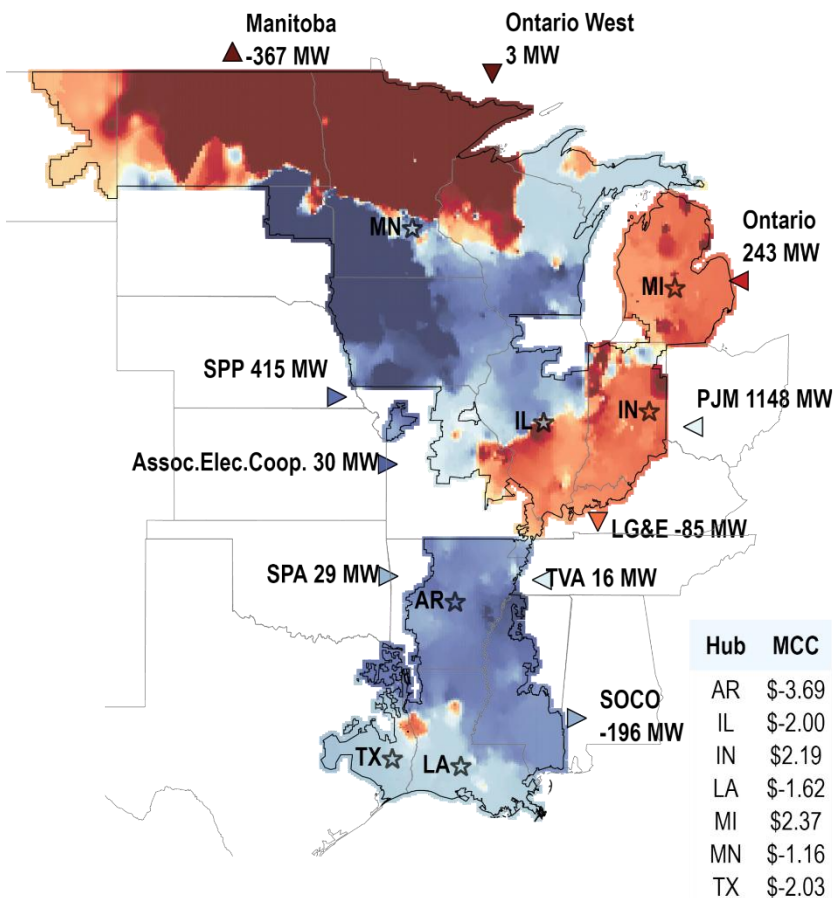 Manitoba
-367 MW
Ontario West
3 MW
MN
Ontario
243 MW
MI
SPP 415 MW
PJM 1148 MW
IN
IL
Assoc.Elec.Coop. 30 MW
LG&E -85 MW
SPA 29 MW
TVA 16 MW
AR
SOCO
-196 MW
TX
LA
Hub MCC
AR $-3.69
IL $-2.00
IN $2.19
LA $-1.62
MI $2.37
MN $-1.16
TX $-2.03